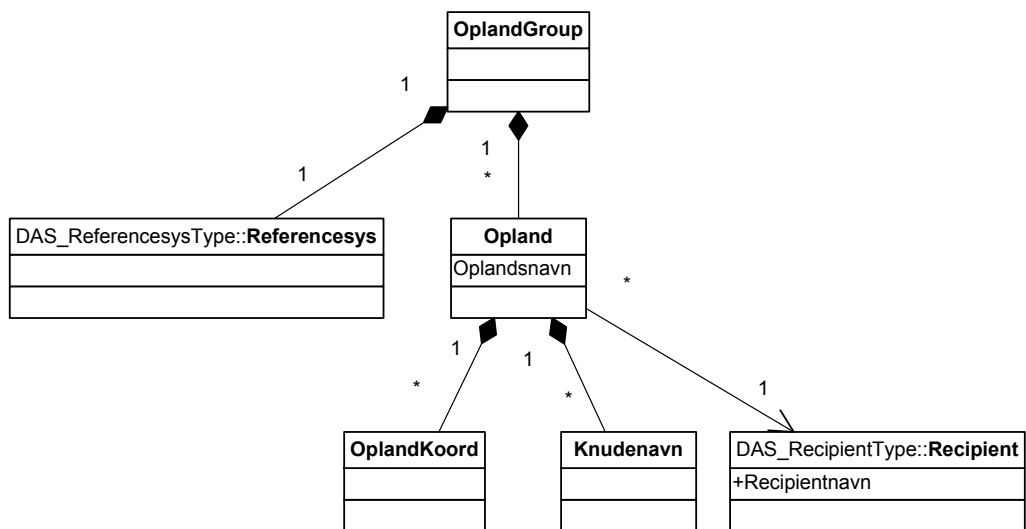 OplandGroup
1
1
*
1
DAS_ReferencesysType::Referencesys
Opland
Oplandsnavn
*
1
1
*
*
1
OplandKoord
Knudenavn
DAS_RecipientType::Recipient
+Recipientnavn